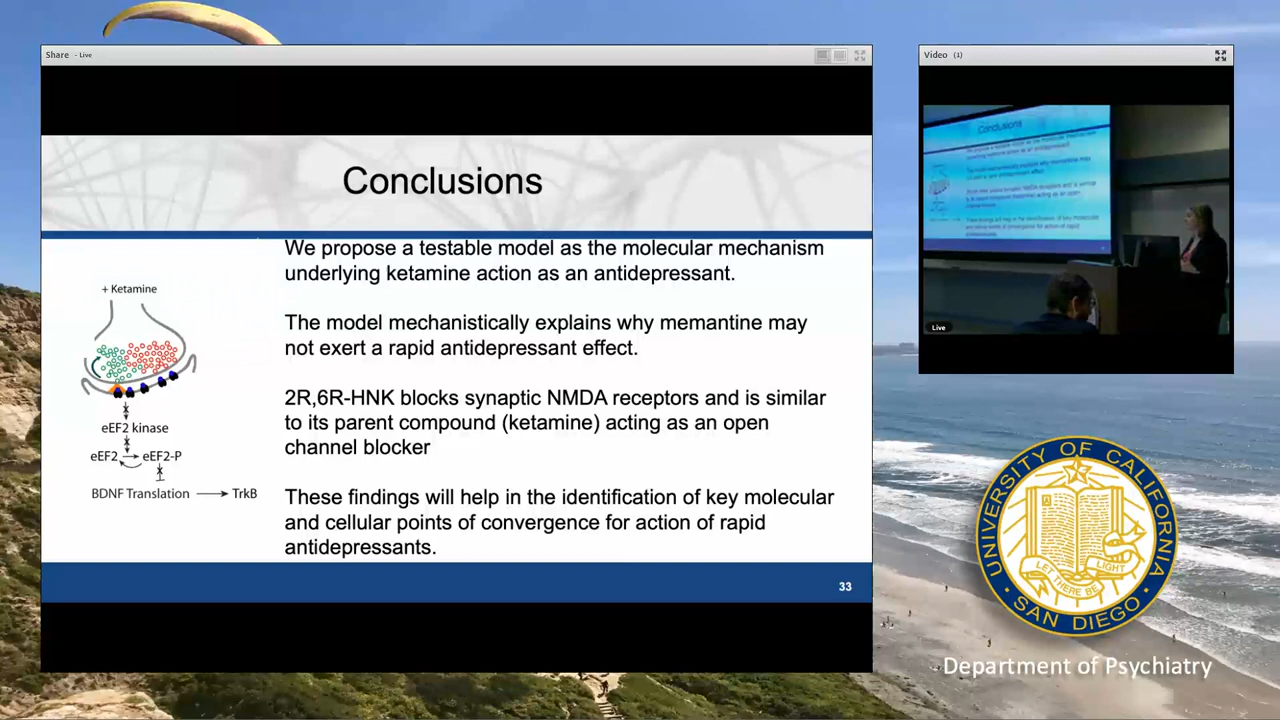 Share - Live
Conclusions
We propose a testable model as the molecular mechanism
underlying ketamine action as an antidepressant.
The model mechanistically explains why memantine may
not exert a rapid antidepressant effect.
2R,6R-HNK blocks synaptic NMDA receptors and is similar
to its parent compound (ketamine) acting as an open
channel blocker
These findings will help in the identification of key molecular
and cellular points of convergence for action of rapid
antidepressants.
+ Ketamine
eEF2 kinase
eEF2 eEF2-P
BDNF Translation TrkB
33
Video (1)
Conclusions
Live
UNIVERSITY OF CALIFORNIA
LET THERE BE LIGHT
SAN DIEGO
Department of Psychiatry